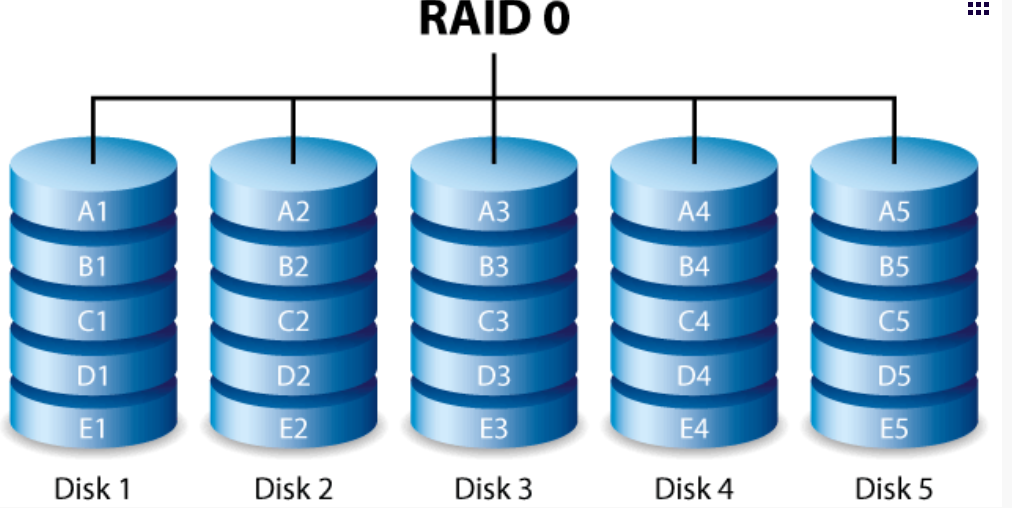 RAID 0
A1 A2 A3 A4 A5
B1 B2 B3 B4 B5
C1 C2 C3 C4 C5
D1 D2 D3 D4 D5
E1 E2 E3 E4 E5
Disk 1 Disk 2 Disk 3 Disk 4 Disk 5